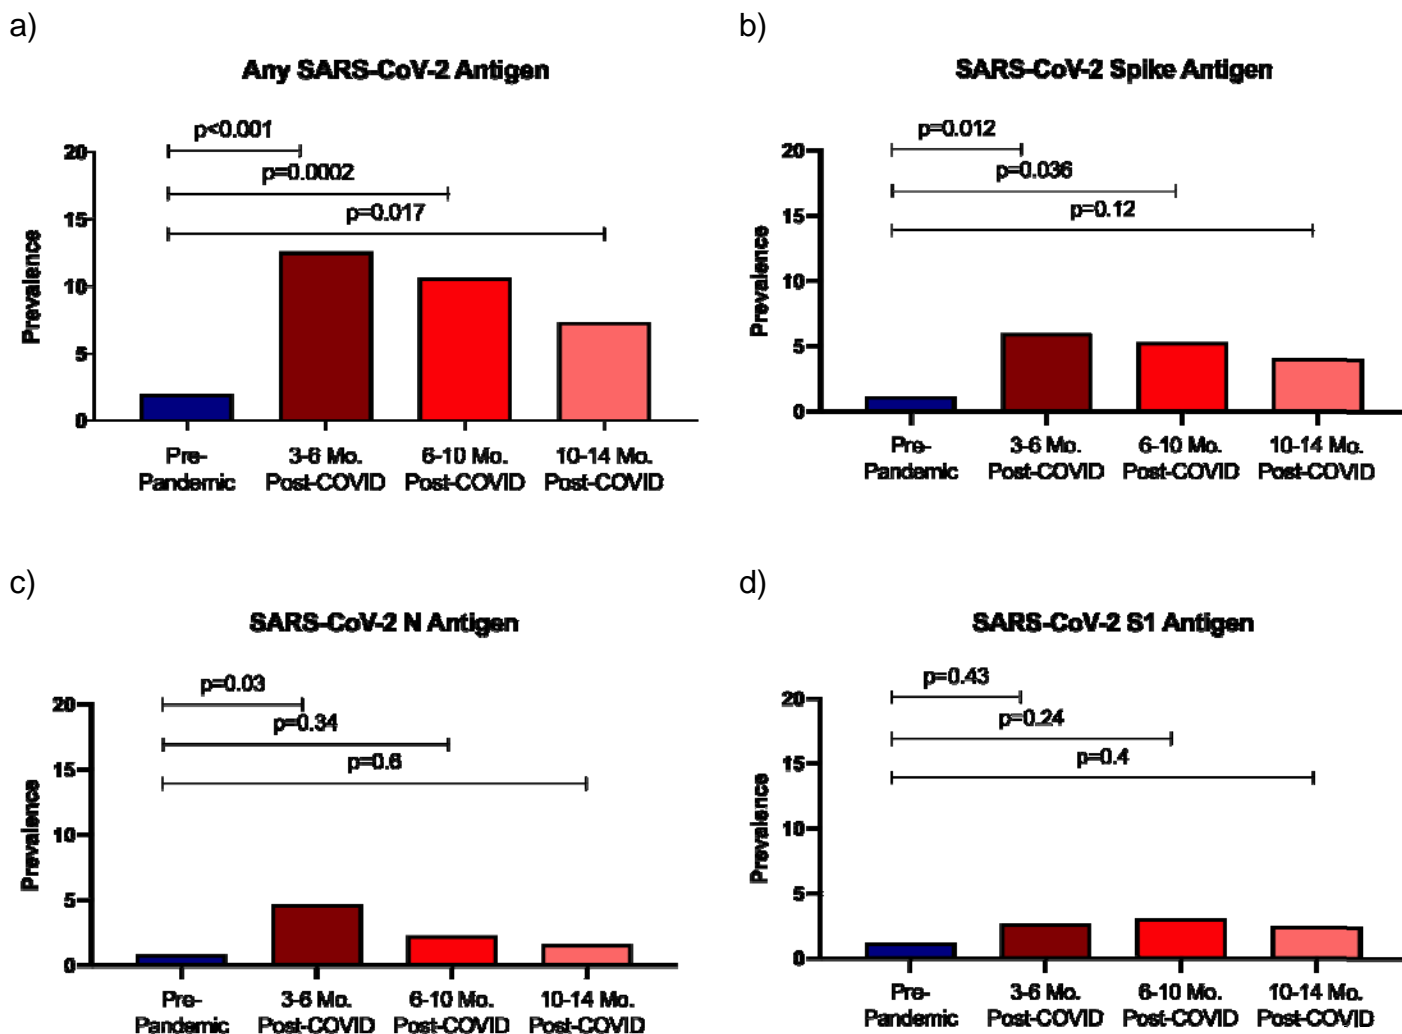 a)
Any SARS-CoV-2 Antigen
p<0.001
p=0.0002
p=0.017
20
15
10
5
0
Prevalence
Pre-
Pandemic
3-6 Mo.
Post-COVID
6-10 Mo.
Post-COVID
10-14 Mo.
Post-COVID
b)
SARS-CoV-2 Spike Antigen
p=0.012
p=0.036
p=0.12
20
15
10
5
0
Prevalence
Pre-
Pandemic
3-6 Mo.
Post-COVID
6-10 Mo.
Post-COVID
10-14 Mo.
Post-COVID
c)
SARS-CoV-2 N Antigen
p=0.03
p=0.34
p=0.6
20
15
10
5
0
Prevalence
Pre-
Pandemic
3-6 Mo.
Post-COVID
6-10 Mo.
Post-COVID
10-14 Mo.
Post-COVID
d)
SARS-CoV-2 S1 Antigen
p=0.43
p=0.24
p=0.4
20
15
10
5
0
Prevalence
Pre-
Pandemic
3-6 Mo.
Post-COVID
6-10 Mo.
Post-COVID
10-14 Mo.
Post-COVID